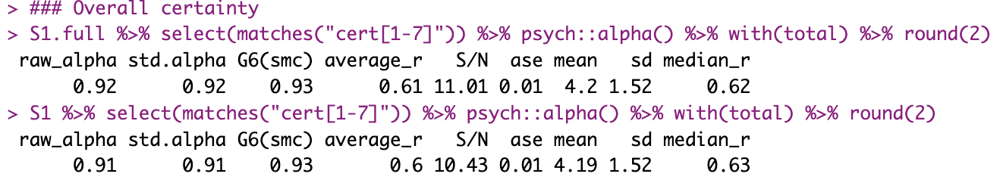 > ### Overall certainty
> S1.full %>% select(matches("cert[1-7]")) %>% psych::alpha() %>% with(total) %>% round(2)
raw_alpha std.alpha G6(smc) average_r S/N ase mean sd median_r
0.92 0.92 0.93 0.61 11.01 0.01 4.2 1.52 0.62
> S1 %>% select(matches("cert[1-7]")) %>% psych::alpha() %>% with(total) %>% round(2)
raw_alpha std.alpha G6(smc) average_r S/N ase mean sd median_r
0.91 0.91 0.93 0.6 10.43 0.01 4.19 1.52 0.63